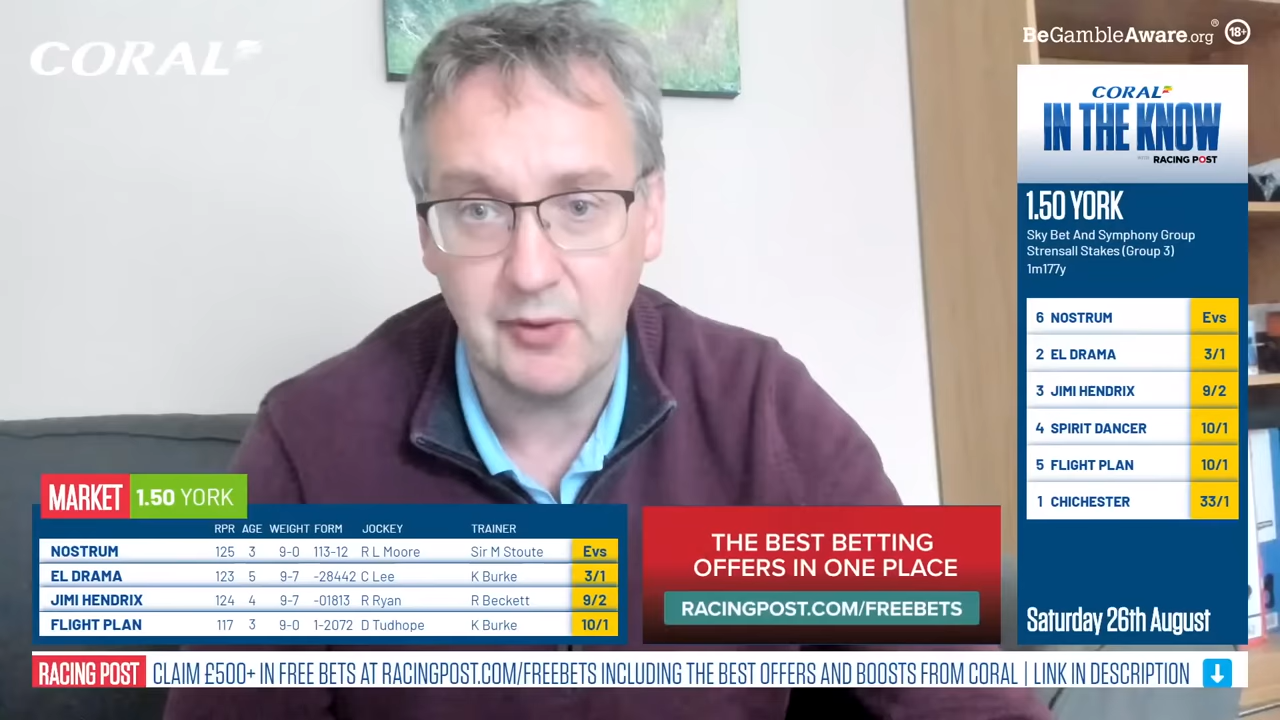 CORAL
BeGambleAware.org® 18+
CORAL
IN THE KNOW
WITH RACING POST
1.50 YORK
Sky Bet And Symphony Group
Strensall Stakes (Group 3)
1m177y
6 NOSTRUM Evs
2 EL DRAMA 3/1
3 JIMI HENDRIX 9/2
4 SPIRIT DANCER 10/1
5 FLIGHT PLAN 10/1
1 CHICHESTER 33/1
Saturday 26th August
MARKET 1.50 YORK
RPR AGE WEIGHT FORM JOCKEY TRAINER
NOSTRUM 125 3 9-0 113-12 R L Moore Sir M Stoute Evs
EL DRAMA 123 5 9-7 -28442 C Lee K Burke 3/1
JIMI HENDRIX 124 4 9-7 -01813 R Ryan R Beckett 9/2
FLIGHT PLAN 117 3 9-0 1-2072 D Tudhope K Burke 10/1
THE BEST BETTING
OFFERS IN ONE PLACE
RACINGPOST.COM/FREEBETS
RACING POST CLAIM £500+ IN FREE BETS AT RACINGPOST.COM/FREEBETS INCLUDING THE BEST OFFERS AND BOOSTS FROM CORAL | LINK IN DESCRIPTION